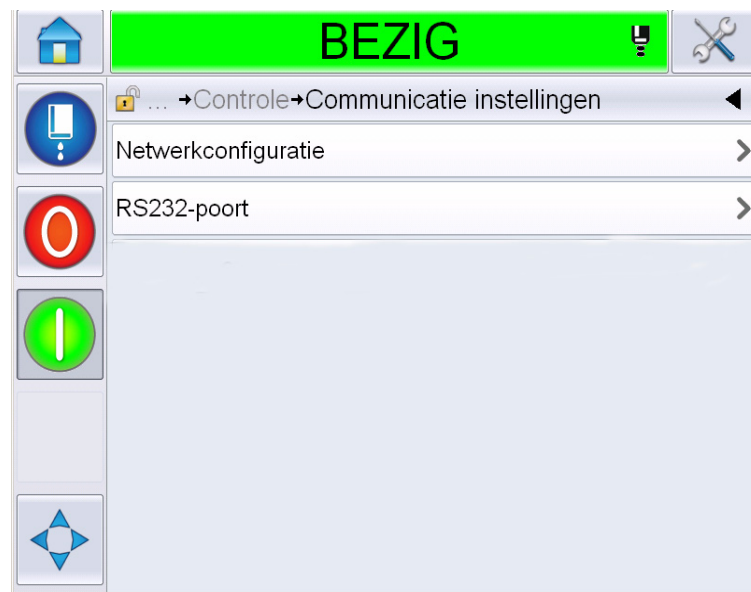 BEZIG
... →Controle→Communicatie instellingen
Netwerkconfiguratie
RS232-poort